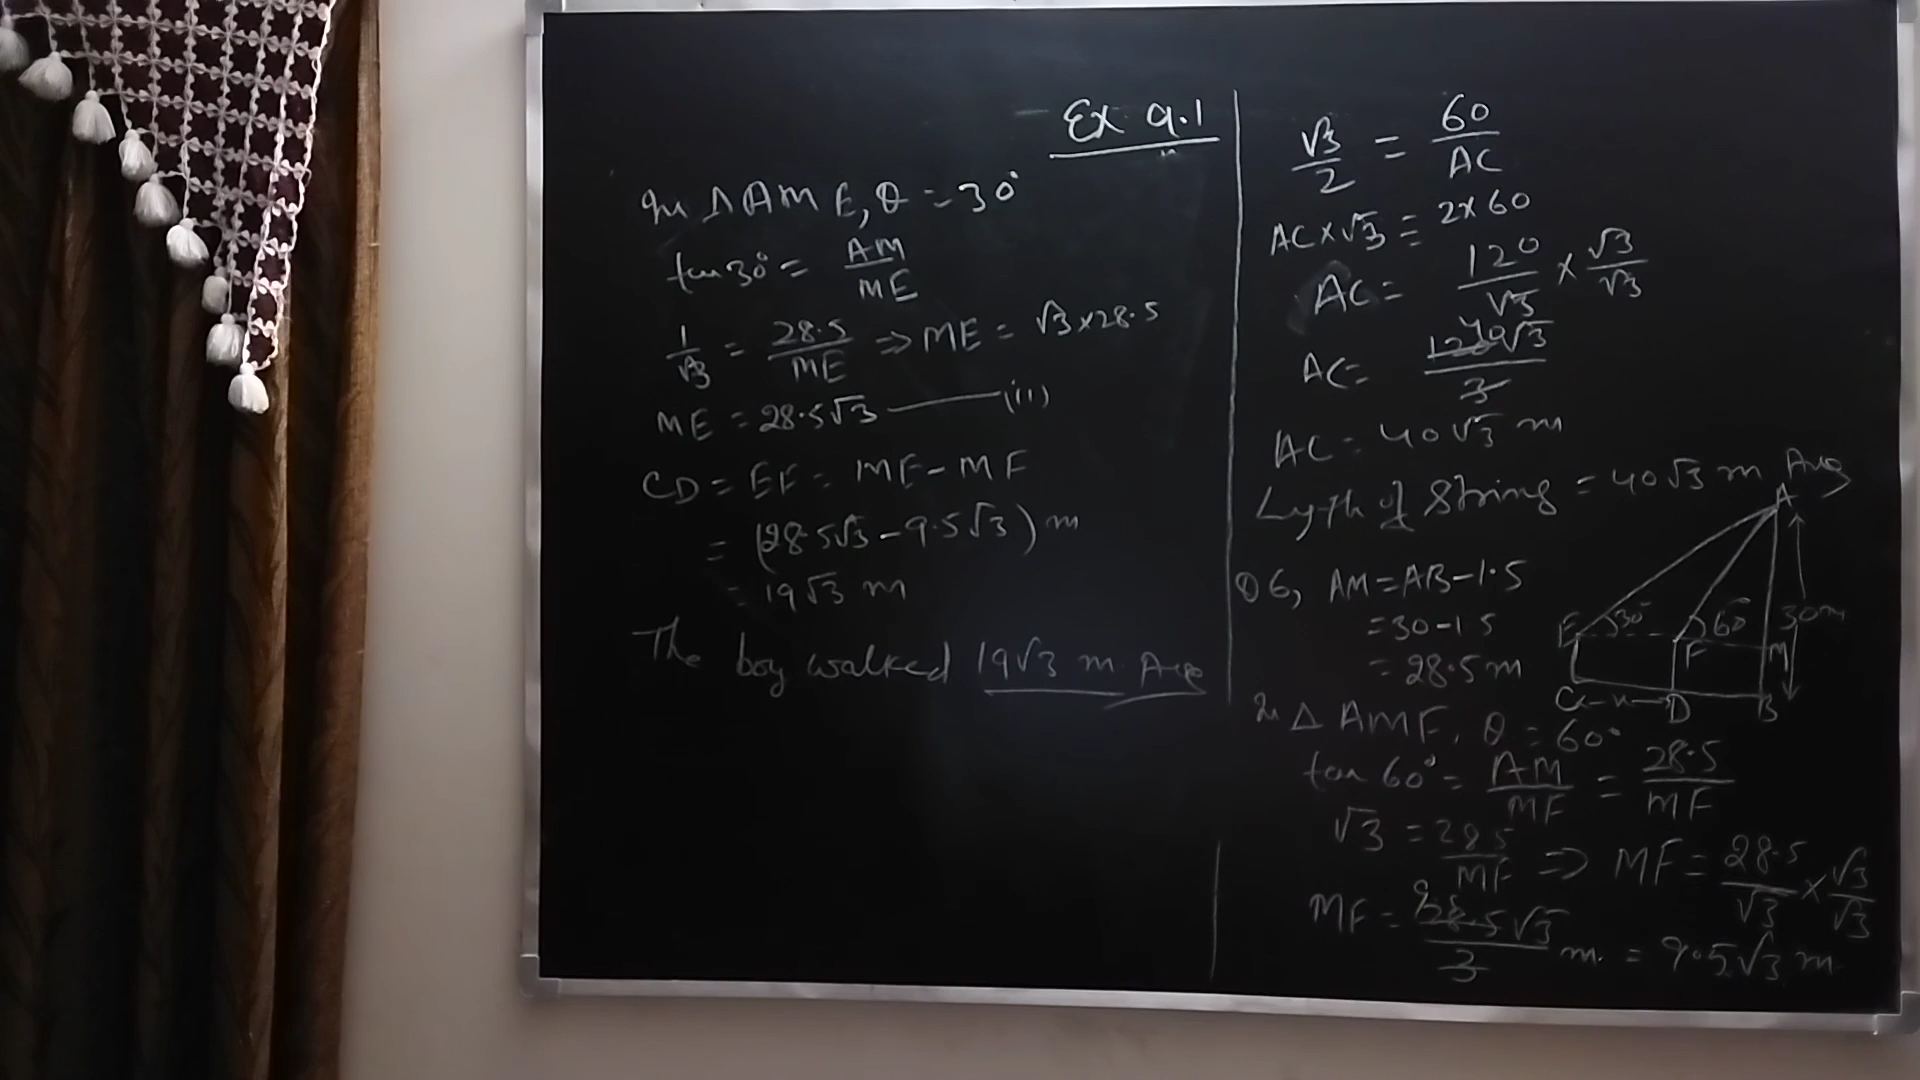 Ex 9.1
In △AME, θ = 30°
tan 30° = AM/ME
1/√3 = 28.5/ME ⇒ ME = √3×28.5
ME = 28.5√3 —— (ii)
CD = EF = ME - MF
= (28.5√3 - 9.5√3) m
= 19√3 m
The boy walked 19√3 m Ans
√3/2 = 60/AC
AC×√3 = 2×60
AC = 120/√3 × √3/√3
AC = 120√3/3 40
AC = 40√3 m
Length of String = 40√3 m Ans
Q6, AM = AB - 1.5
= 30 - 1.5
= 28.5 m
A
E 30° F 60° M 30m
C x D B
In △AMF, θ = 60°
tan 60° = AM/MF = 28.5/MF
√3 = 28.5/MF ⇒ MF = 28.5/√3 × √3/√3
MF = 28.5√3/3 m = 9.5√3 m